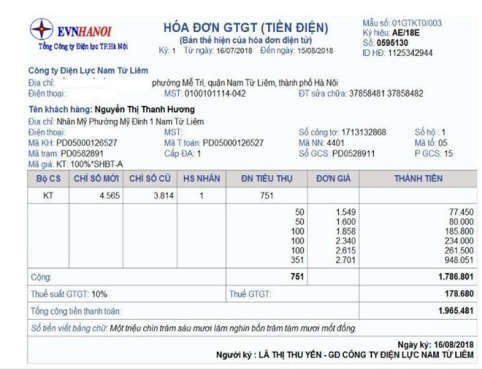 EVNHANOI
Tổng Công ty Điện lực TP.Hà Nội
HÓA ĐƠN GTGT (TIỀN ĐIỆN)
(Bản thể hiện của hóa đơn điện tử)
Kỳ: 1 Từ ngày: 16/07/2018 Đến ngày: 15/08/2018
Mẫu số: 01GTKT0/003
Ký hiệu: AE/18E
Số: 0595130
ID HĐ: 1125342944
Công ty Điện Lực Nam Từ Liêm
Địa chỉ: phường Mễ Trì, quận Nam Từ Liêm, thành phố Hà Nội
Điện thoại: MST: 0100101114-042 ĐT sửa chữa: 37858481 37858482
Tên khách hàng: Nguyễn Thị Thanh Hương
Địa chỉ: Nhân Mỹ Phường Mỹ Đình 1 Nam Từ Liêm
Điện thoại: MST: Số công tơ: 1713132868 Số hộ : 1
Mã KH: PD05000126527 Mã T.toán: PD05000126527 Mã NN: 4401 Mã tổ: 05
Mã trạm: PD0582891 Cấp ĐA: 1 Số GCS: PD0528911 P GCS: 15
Mã giá: KT: 100%*SHBT-A
Bộ CS CHỈ SỐ MỚI CHỈ SỐ CŨ HS NHÂN ĐN TIÊU THỤ ĐƠN GIÁ THÀNH TIỀN
KT 4.565 3.814 1 751
50 1.549 77.450
50 1.600 80.000
100 1.858 185.800
100 2.340 234.000
100 2.615 261.500
351 2.701 948.051
Cộng: 751 1.786.801
Thuế suất GTGT: 10% Thuế GTGT: 178.680
Tổng cộng tiền thanh toán: 1.965.481
Số tiền viết bằng chữ: Một triệu chín trăm sáu mươi lăm nghìn bốn trăm tám mươi mốt đồng.
Ngày ký: 16/08/2018
Người ký : LÃ THỊ THU YẾN - GD CÔNG TY ĐIỆN LỰC NAM TỪ LIÊM